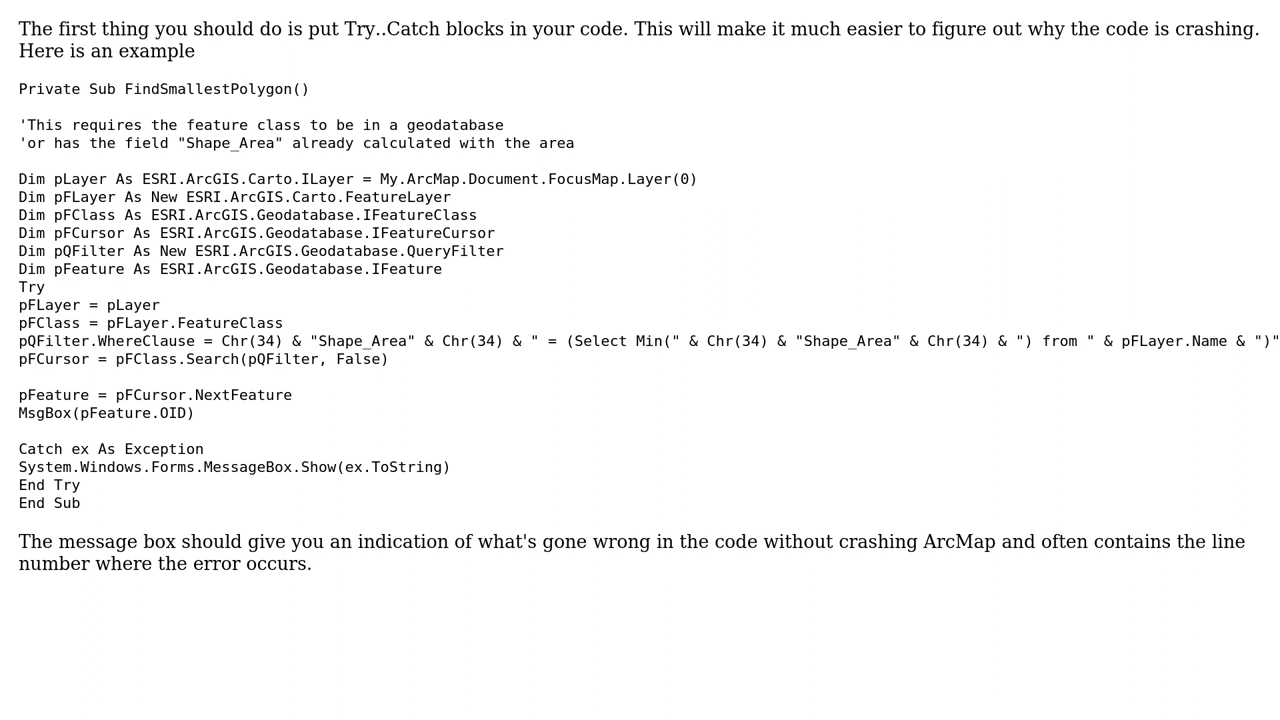 The first thing you should do is put Try..Catch blocks in your code. This will make it much easier to figure out why the code is crashing.
Here is an example
Private Sub FindSmallestPolygon()
'This requires the feature class to be in a geodatabase
'or has the field "Shape_Area" already calculated with the area
Dim pLayer As ESRI.ArcGIS.Carto.ILayer = My.ArcMap.Document.FocusMap.Layer(0)
Dim pFLayer As New ESRI.ArcGIS.Carto.FeatureLayer
Dim pFClass As ESRI.ArcGIS.Geodatabase.IFeatureClass
Dim pFCursor As ESRI.ArcGIS.Geodatabase.IFeatureCursor
Dim pQFilter As New ESRI.ArcGIS.Geodatabase.QueryFilter
Dim pFeature As ESRI.ArcGIS.Geodatabase.IFeature
Try
pFLayer = pLayer
pFClass = pFLayer.FeatureClass
pQFilter.WhereClause = Chr(34) & "Shape_Area" & Chr(34) & " = (Select Min(" & Chr(34) & "Shape_Area" & Chr(34) & ") from " & pFLayer.Name & ")"
pFCursor = pFClass.Search(pQFilter, False)
pFeature = pFCursor.NextFeature
MsgBox(pFeature.OID)
Catch ex As Exception
System.Windows.Forms.MessageBox.Show(ex.ToString)
End Try
End Sub
The message box should give you an indication of what's gone wrong in the code without crashing ArcMap and often contains the line
number where the error occurs.